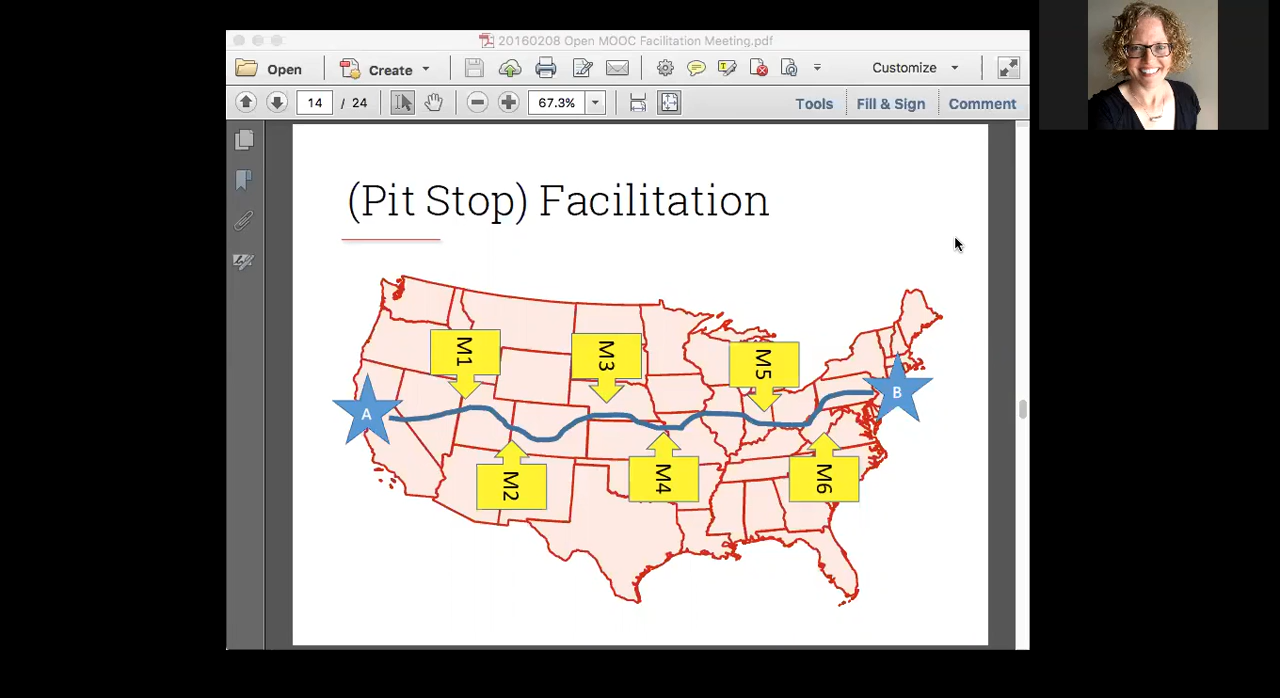 20160208 Open MOOC Facilitation Meeting.pdf
Open
Create
Customize
14 / 24
67.3%
Tools
Fill & Sign
Comment
(Pit Stop) Facilitation
M1
M3
M5
A
B
M2
M4
M6